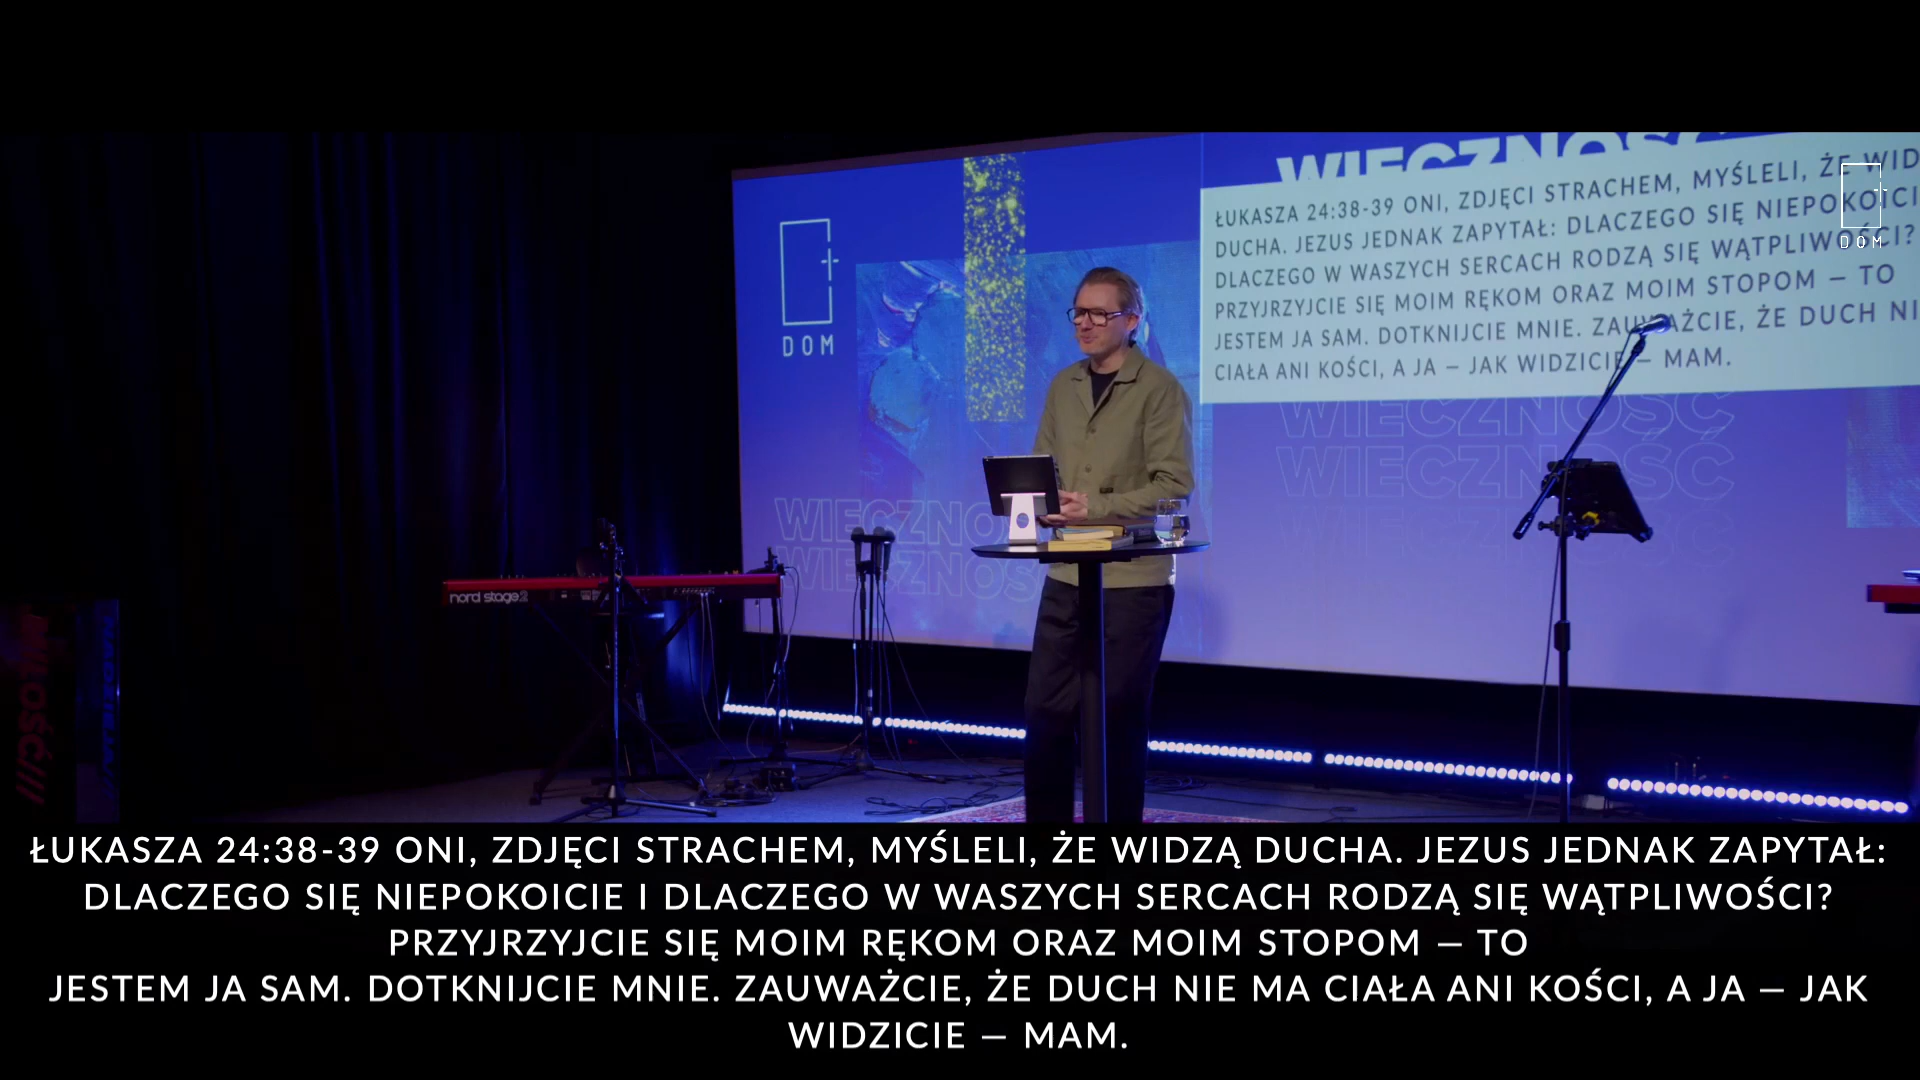 WIECZNOŚĆ
ŁUKASZA 24:38-39 ONI, ZDJĘCI STRACHEM, MYŚLELI, ŻE WID
DUCHA. JEZUS JEDNAK ZAPYTAŁ: DLACZEGO SIĘ NIEPOKOICI
DLACZEGO W WASZYCH SERCACH RODZĄ SIĘ WĄTPLIWOŚCI?
PRZYJRZYJCIE SIĘ MOIM RĘKOM ORAZ MOIM STOPOM — TO
JESTEM JA SAM. DOTKNIJCIE MNIE. ZAUWAŻCIE, ŻE DUCH NI
CIAŁA ANI KOŚCI, A JA — JAK WIDZICIE — MAM.
DOM
DOM
WIECZNOŚĆ
WIECZNOŚĆ
WIECZNO
WIECZNOŚ
nord stage 2
ŁUKASZA 24:38-39 ONI, ZDJĘCI STRACHEM, MYŚLELI, ŻE WIDZĄ DUCHA. JEZUS JEDNAK ZAPYTAŁ:
DLACZEGO SIĘ NIEPOKOICIE I DLACZEGO W WASZYCH SERCACH RODZĄ SIĘ WĄTPLIWOŚCI?
PRZYJRZYJCIE SIĘ MOIM RĘKOM ORAZ MOIM STOPOM — TO
JESTEM JA SAM. DOTKNIJCIE MNIE. ZAUWAŻCIE, ŻE DUCH NIE MA CIAŁA ANI KOŚCI, A JA — JAK
WIDZICIE — MAM.